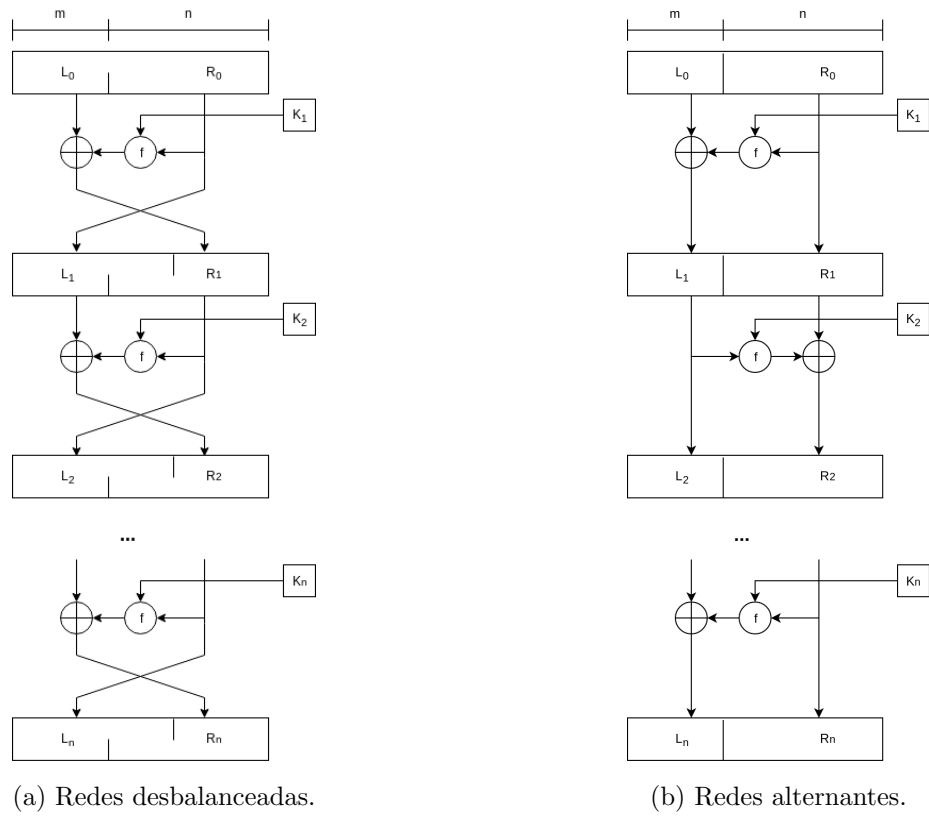 m n
L0 R0
K1
f
L1 R1
K2
f
L2 R2
...
Kn
f
Ln Rn
(a) Redes desbalanceadas.
m n
L0 R0
K1
f
L1 R1
K2
f
L2 R2
...
Kn
f
Ln Rn
(b) Redes alternantes.